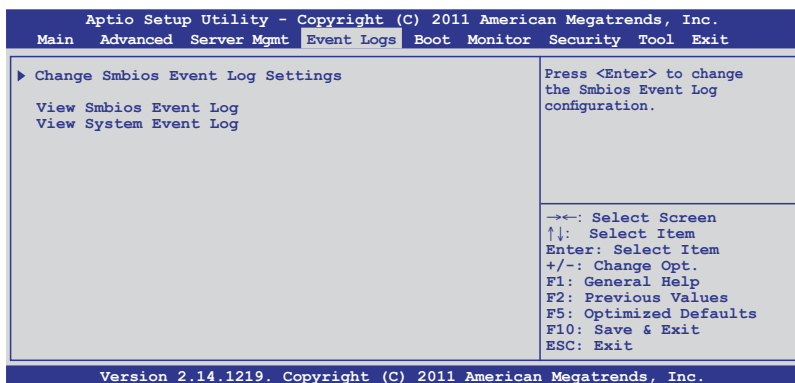 Aptio Setup Utility - Copyright (C) 2011 American Megatrends, Inc.
Main Advanced Server Mgmt Event Logs Boot Monitor Security Tool Exit
Change Smbios Event Log Settings
View Smbios Event Log
View System Event Log
Press <Enter> to change
the Smbios Event Log
configuration.
→←: Select Screen
↑↓: Select Item
Enter: Select Item
+/-: Change Opt.
F1: General Help
F2: Previous Values
F5: Optimized Defaults
F10: Save & Exit
ESC: Exit
Version 2.14.1219. Copyright (C) 2011 American Megatrends, Inc.